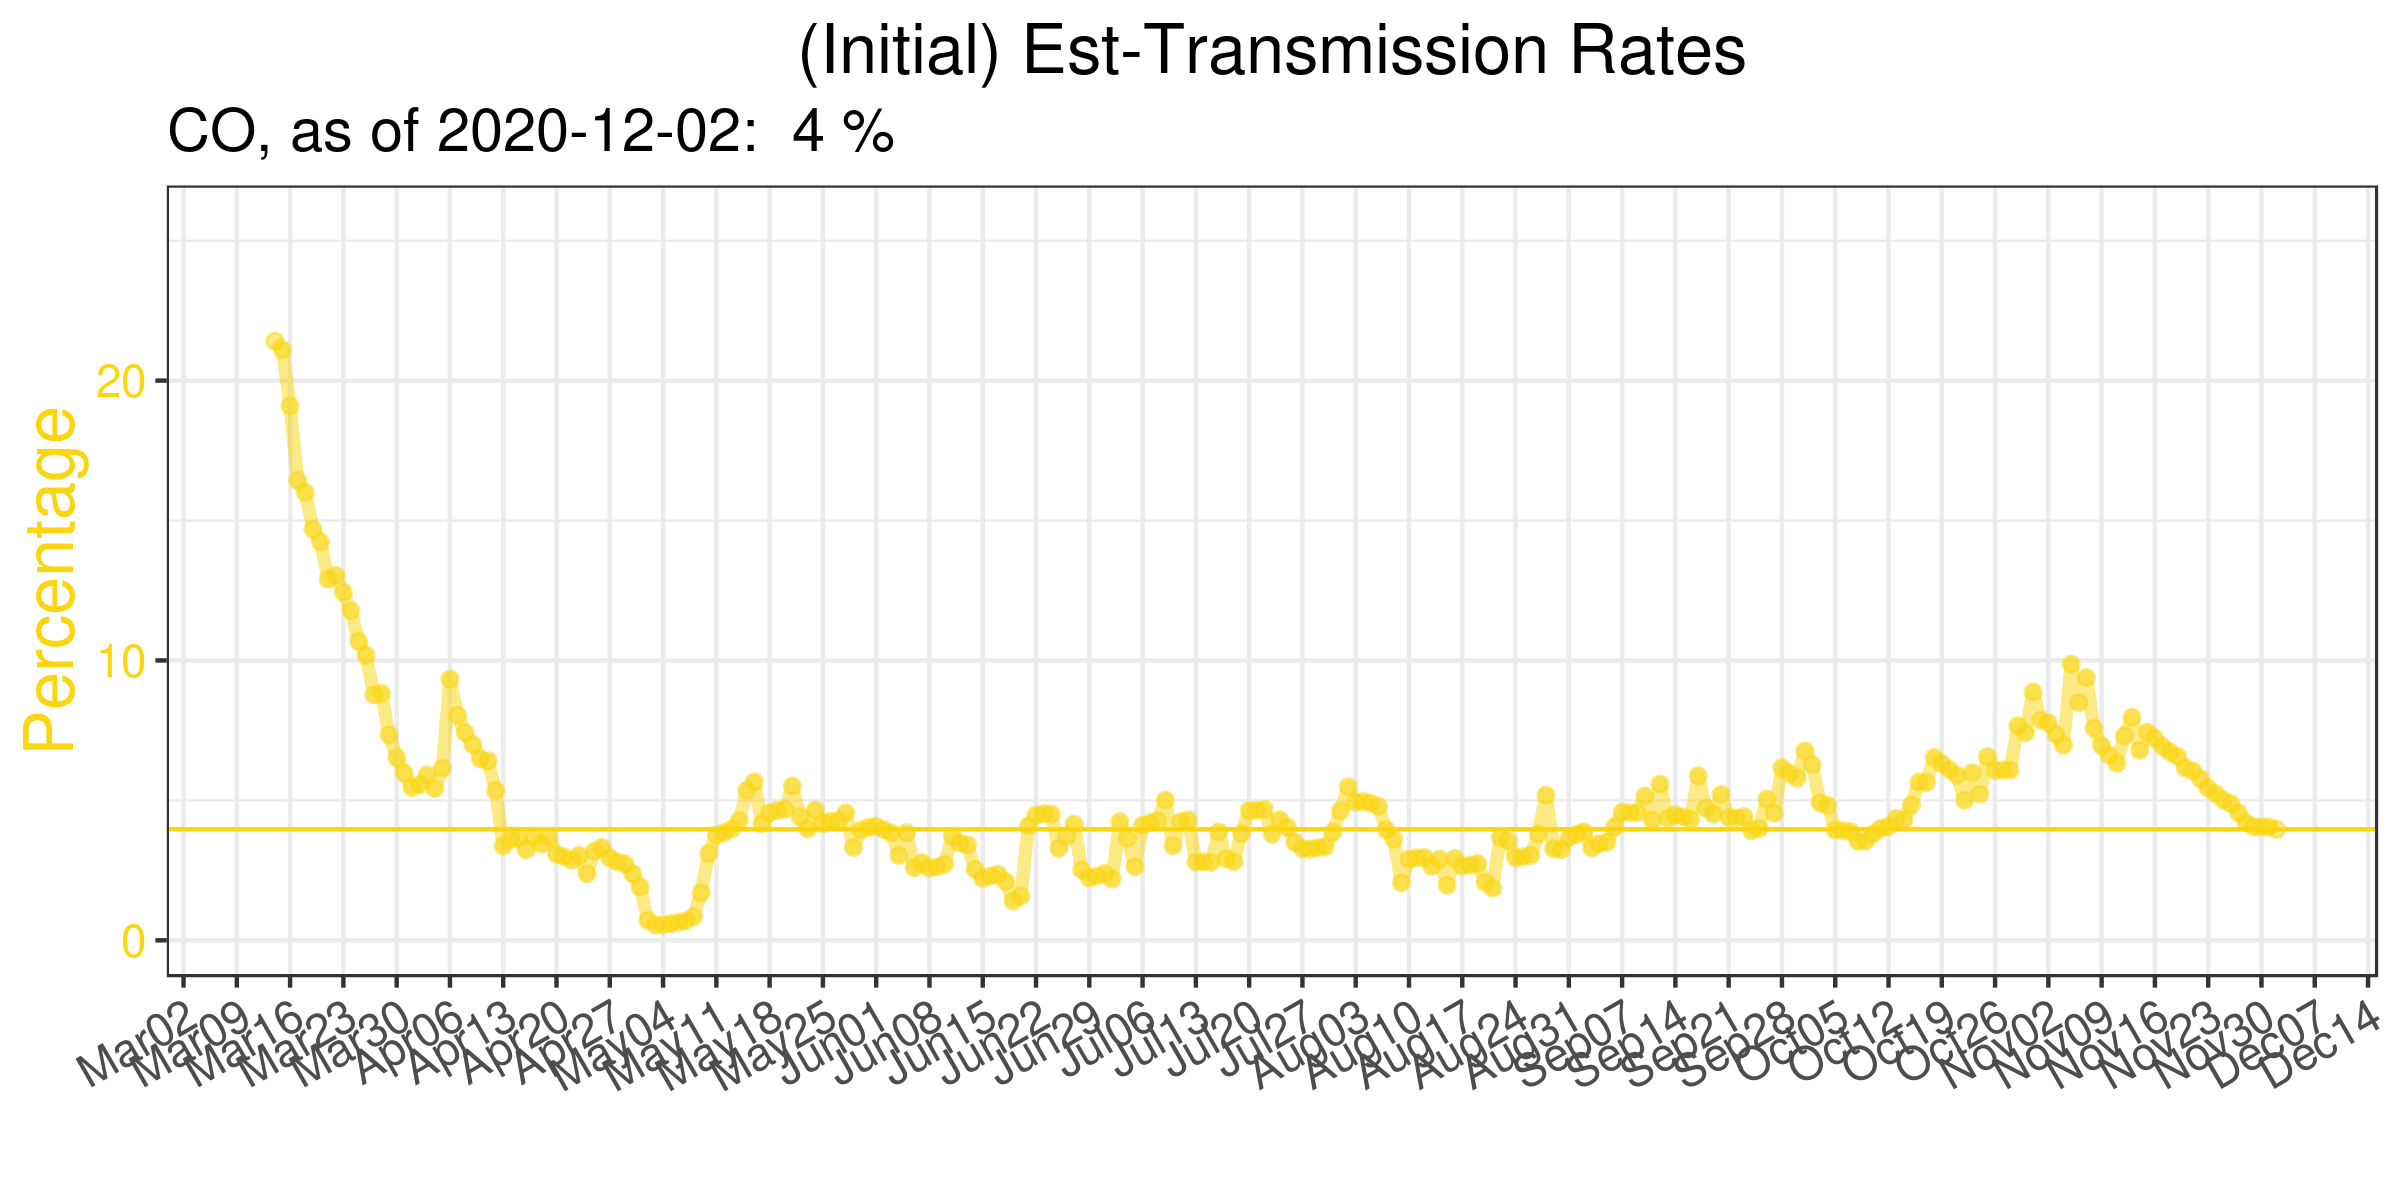 (Initial) Est-Transmission Rates
CO, as of 2020-12-02:  4 %
Percentage
20
10
0
Mar02
Mar09
Mar16
Mar23
Mar30
Apr06
Apr13
Apr20
Apr27
May04
May11
May18
May25
Jun01
Jun08
Jun15
Jun22
Jun29
Jul06
Jul13
Jul20
Jul27
Aug03
Aug10
Aug17
Aug24
Aug31
Sep07
Sep14
Sep21
Sep28
Oct05
Oct12
Oct19
Oct26
Nov02
Nov09
Nov16
Nov23
Nov30
Dec07
Dec14